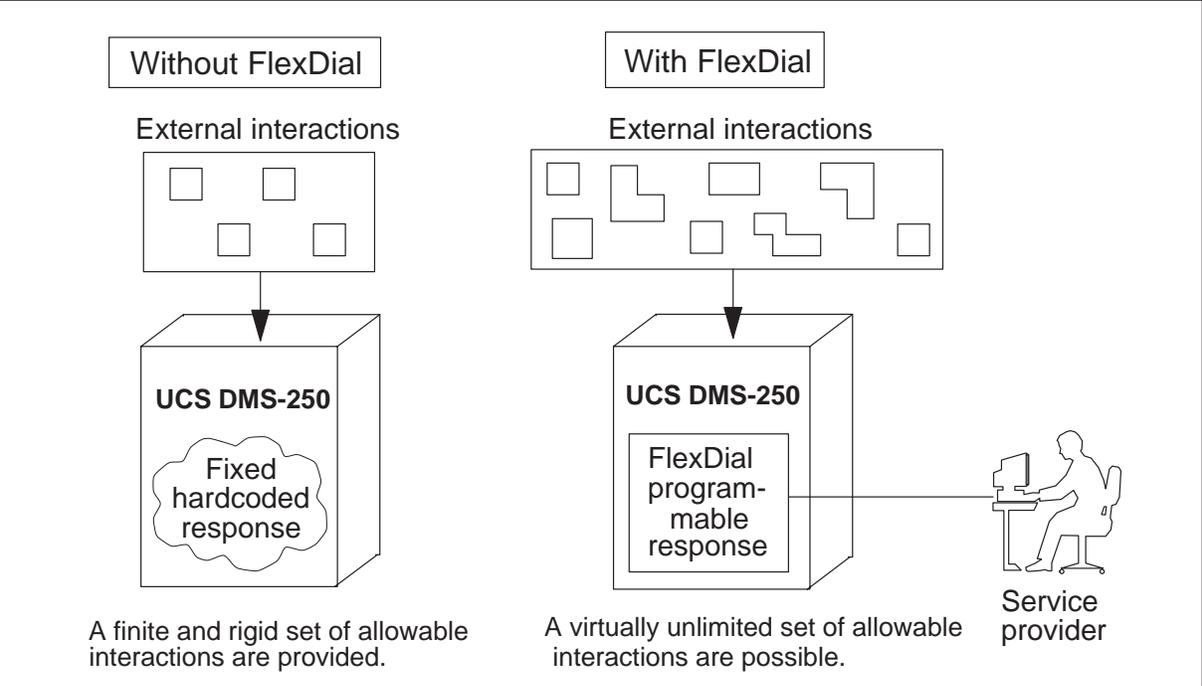 Without FlexDial
External interactions
UCS DMS-250
Fixed
hardcoded
response
A finite and rigid set of allowable
interactions are provided.
With FlexDial
External interactions
UCS DMS-250
FlexDial
program-
mable
response
A virtually unlimited set of allowable
interactions are possible.
Service
provider